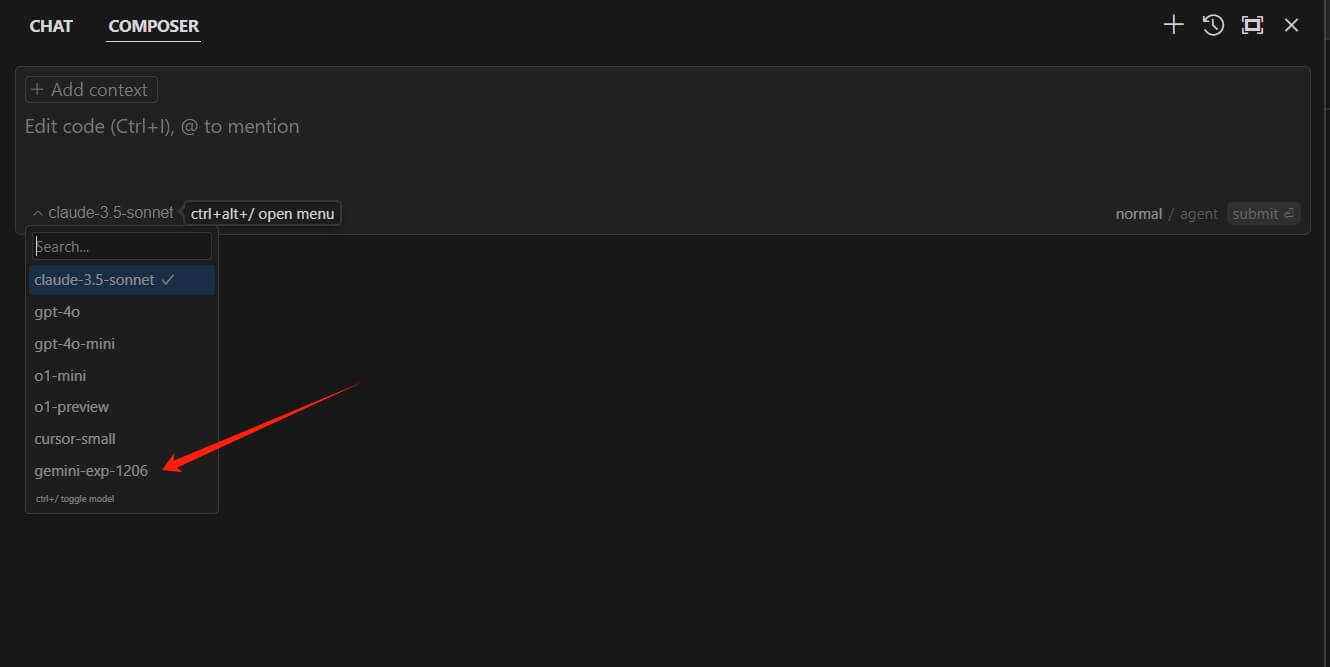 CHAT COMPOSER
+ Add context
Edit code (Ctrl+I), @ to mention
claude-3.5-sonnet ctrl+alt+/ open menu normal / agent submit ⏎
Search...
claude-3.5-sonnet ✓
gpt-4o
gpt-4o-mini
o1-mini
o1-preview
cursor-small
gemini-exp-1206
ctrl+/ toggle model